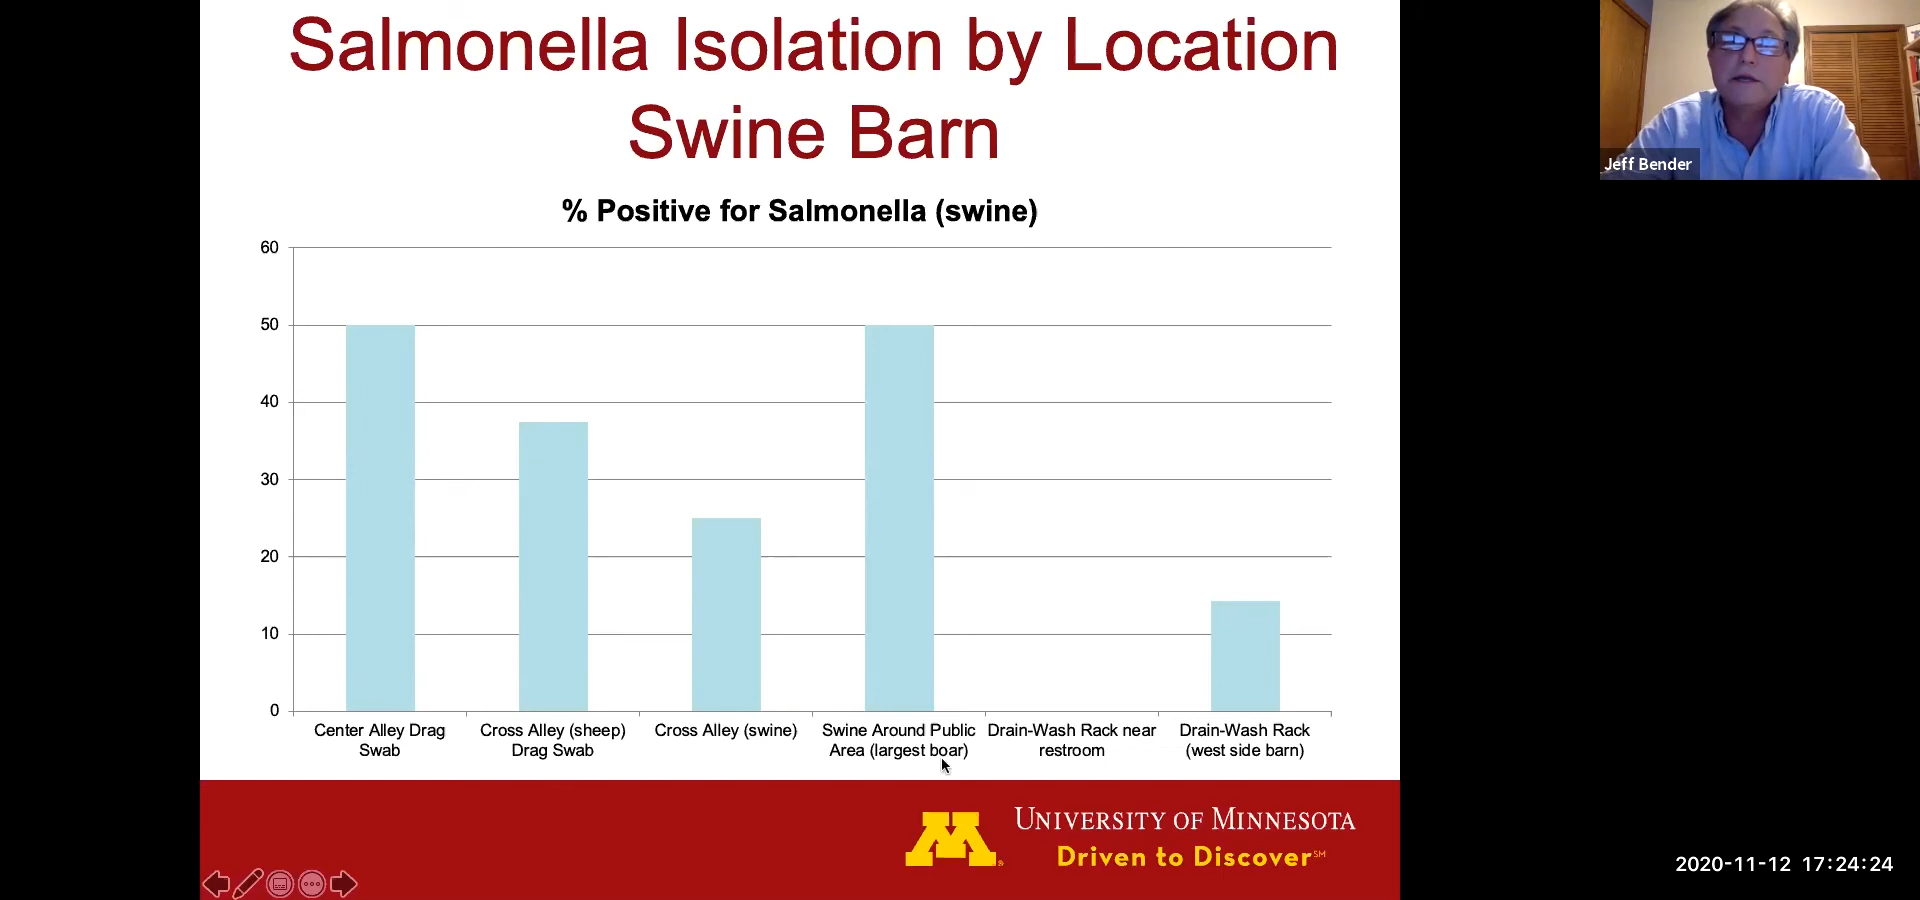 Salmonella Isolation by Location
Swine Barn
% Positive for Salmonella (swine)
60
50
40
30
20
10
0
Center Alley Drag
Swab
Cross Alley (sheep)
Drag Swab
Cross Alley (swine)
Swine Around Public
Area (largest boar)
Drain-Wash Rack near
restroom
Drain-Wash Rack
(west side barn)
M®
UNIVERSITY OF MINNESOTA
Driven to Discover℠
Jeff Bender
2020-11-12 17:24:24